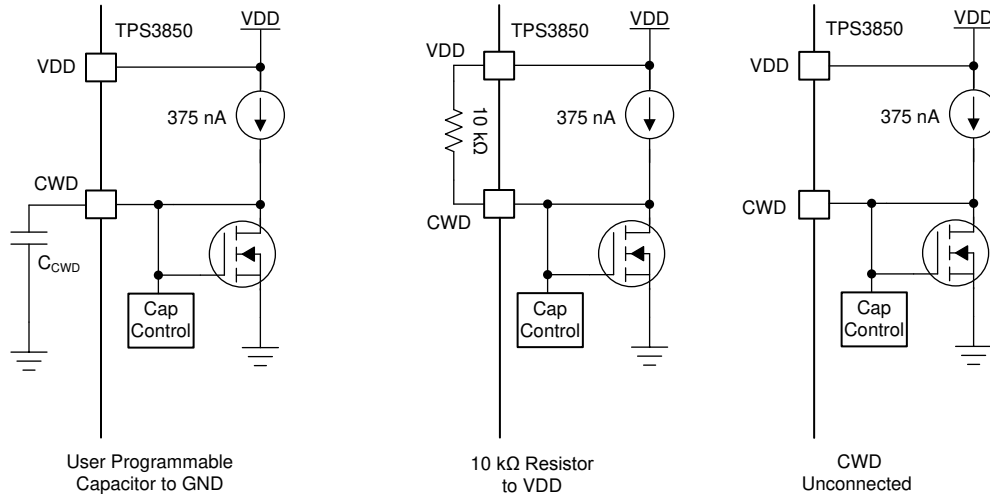 TPS3850
VDD
VDD
375 nA
CWD
C_CWD
Cap
Control
User Programmable
Capacitor to GND
TPS3850
VDD
VDD
10 kΩ
375 nA
CWD
Cap
Control
10 kΩ Resistor
to VDD
TPS3850
VDD
VDD
375 nA
CWD
Cap
Control
CWD
Unconnected